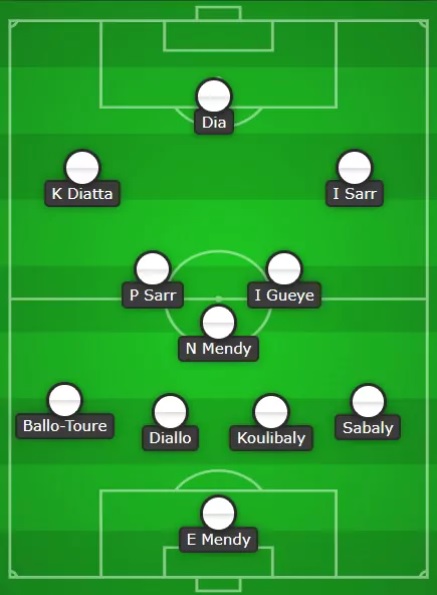 Dia
K Diatta
I Sarr
P Sarr
I Gueye
N Mendy
Ballo-Toure
Diallo
Koulibaly
Sabaly
E Mendy